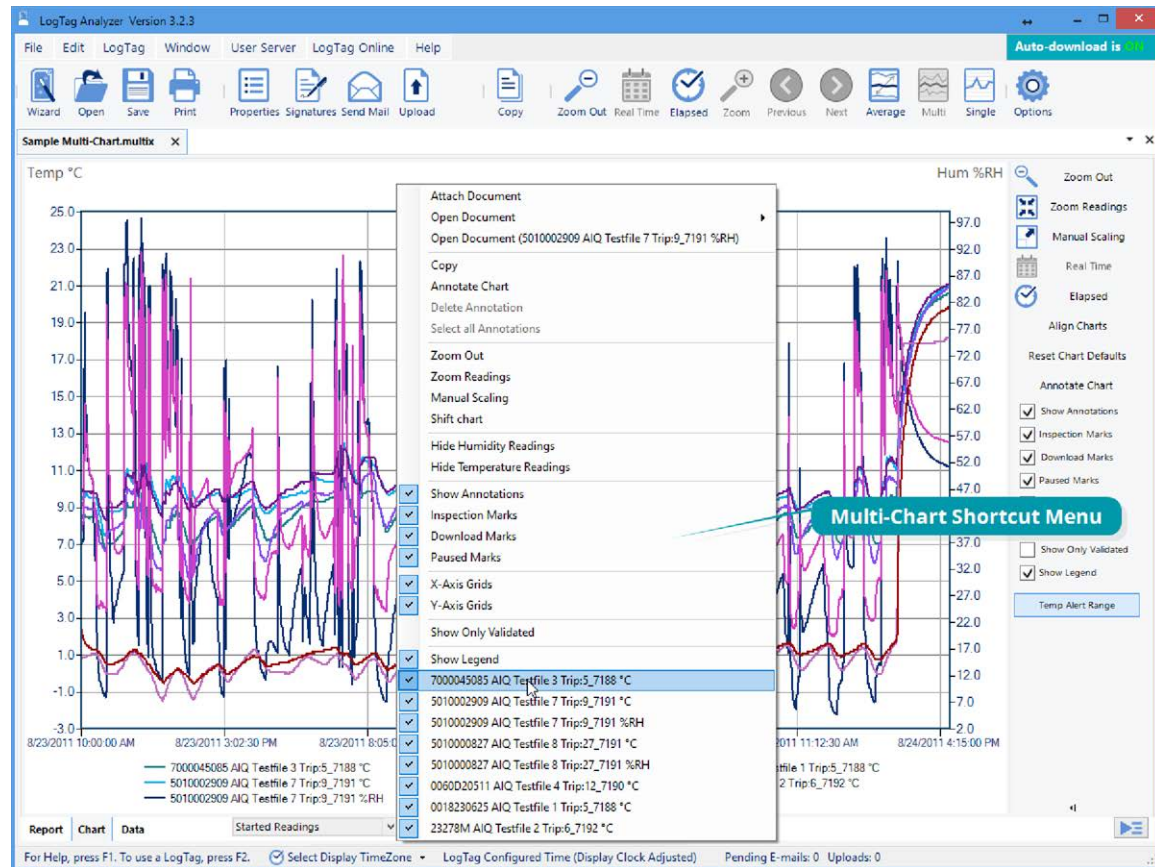 LogTag Analyzer Version 3.2.3
File Edit LogTag Window User Server LogTag Online Help
Auto-download is ON
Wizard Open Save Print Properties Signatures Send Mail Upload Copy Zoom Out Real Time Elapsed Zoom Previous Next Average Multi Single Options
Sample Multi-Chart.multix
Temp °C
Hum %RH
25.0
23.0
21.0
19.0
17.0
15.0
13.0
11.0
9.0
7.0
5.0
3.0
1.0
-1.0
-3.0
8/23/2011 10:00:00 AM 8/23/2011 3:02:30 PM 8/23/2011 8:05:0
7000045085 AIQ Testfile 3 Trip:5_7188 °C
5010002909 AIQ Testfile 7 Trip:9_7191 °C
5010002909 AIQ Testfile 7 Trip:9_7191 %RH
Attach Document
Open Document
Open Document (5010002909 AIQ Testfile 7 Trip:9_7191 %RH)
Copy
Annotate Chart
Delete Annotation
Select all Annotations
Zoom Out
Zoom Readings
Manual Scaling
Shift chart
Hide Humidity Readings
Hide Temperature Readings
Show Annotations
Inspection Marks
Download Marks
Paused Marks
X-Axis Grids
Y-Axis Grids
Show Only Validated
Show Legend
7000045085 AIQ Testfile 3 Trip:5_7188 °C
5010002909 AIQ Testfile 7 Trip:9_7191 °C
5010002909 AIQ Testfile 7 Trip:9_7191 %RH
5010000827 AIQ Testfile 8 Trip:27_7191 °C
5010000827 AIQ Testfile 8 Trip:27_7191 %RH
0060D20511 AIQ Testfile 4 Trip:12_7190 °C
0018230625 AIQ Testfile 1 Trip:5_7188 °C
23278M AIQ Testfile 2 Trip:6_7192 °C
97.0
92.0
87.0
82.0
77.0
72.0
67.0
62.0
57.0
52.0
47.0
37.0
32.0
27.0
22.0
17.0
12.0
7.0
2.0
2011 11:12:30 AM 8/24/2011 4:15:00 PM
stfile 1 Trip:5_7188 °C
2 Trip:6_7192 °C
Multi-Chart Shortcut Menu
Zoom Out
Zoom Readings
Manual Scaling
Real Time
Elapsed
Align Charts
Reset Chart Defaults
Annotate Chart
Show Annotations
Inspection Marks
Download Marks
Paused Marks
Show Only Validated
Show Legend
Temp Alert Range
Report Chart Data Started Readings
For Help, press F1. To use a LogTag, press F2. Select Display TimeZone LogTag Configured Time (Display Clock Adjusted) Pending E-mails: 0 Uploads: 0